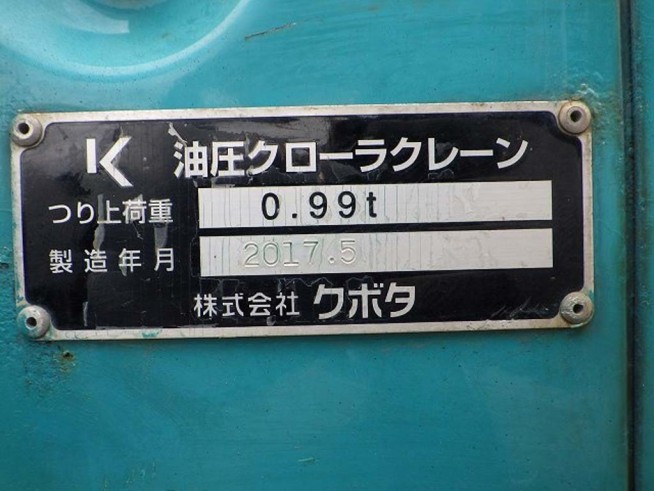 K 油圧クローラクレーン
つり上荷重 0.99t
製造年月 2017.5
株式会社 クボタ